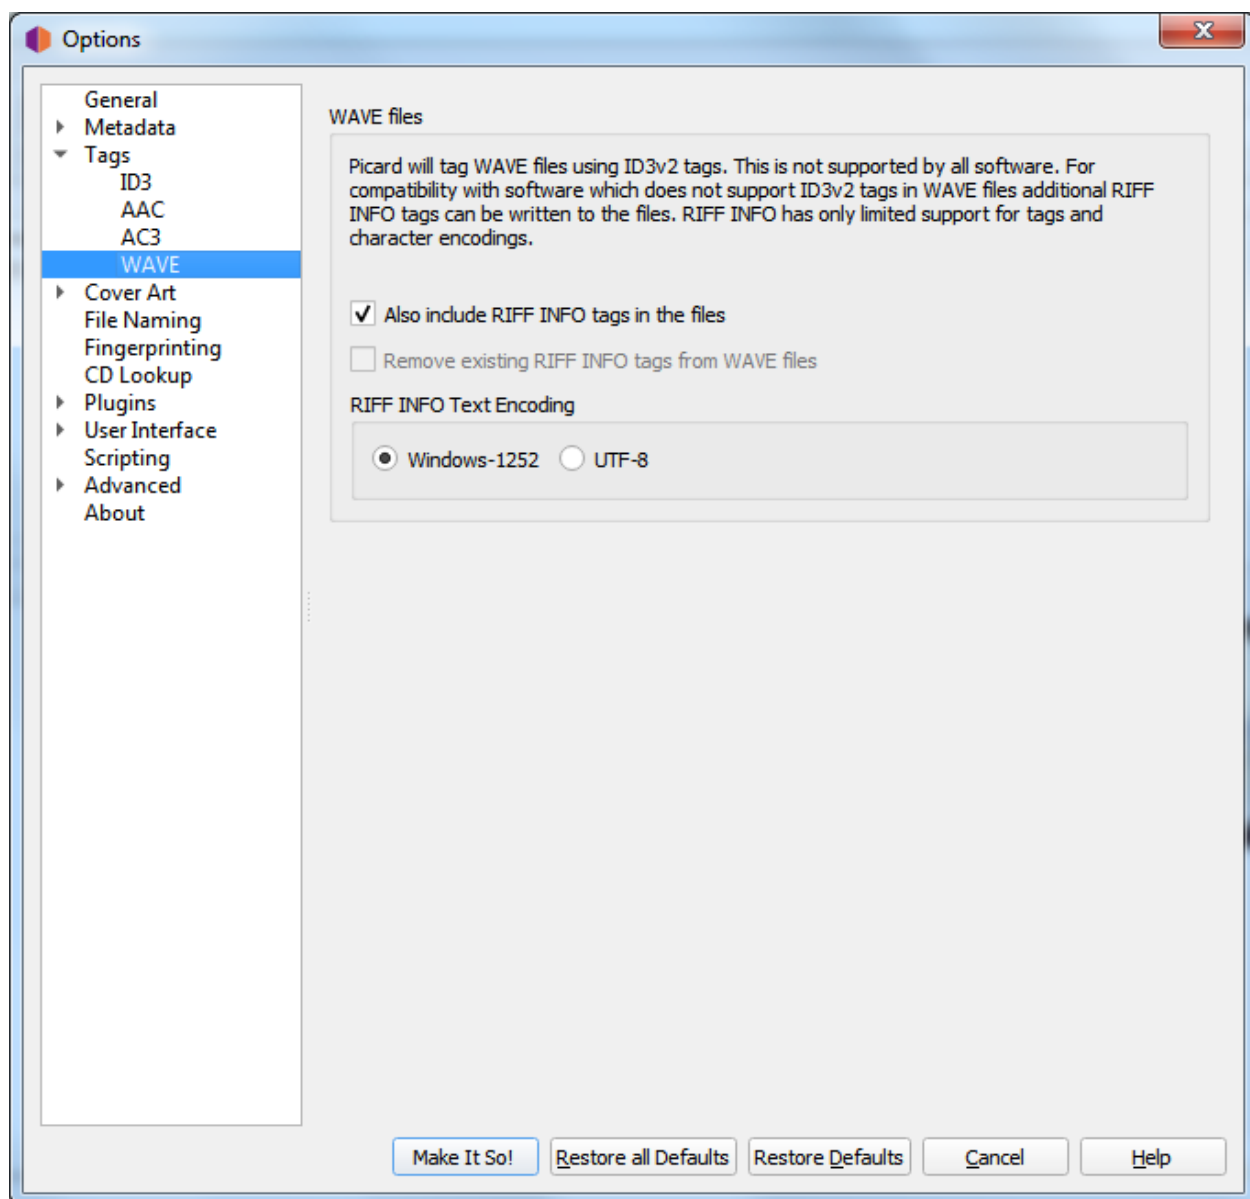 Options
X
General
Metadata
Tags
ID3
AAC
AC3
WAVE
Cover Art
File Naming
Fingerprinting
CD Lookup
Plugins
User Interface
Scripting
Advanced
About
WAVE files
Picard will tag WAVE files using ID3v2 tags. This is not supported by all software. For
compatibility with software which does not support ID3v2 tags in WAVE files additional RIFF
INFO tags can be written to the files. RIFF INFO has only limited support for tags and
character encodings.
Also include RIFF INFO tags in the files
Remove existing RIFF INFO tags from WAVE files
RIFF INFO Text Encoding
Windows-1252 UTF-8
Make It So! Restore all Defaults Restore Defaults Cancel Help